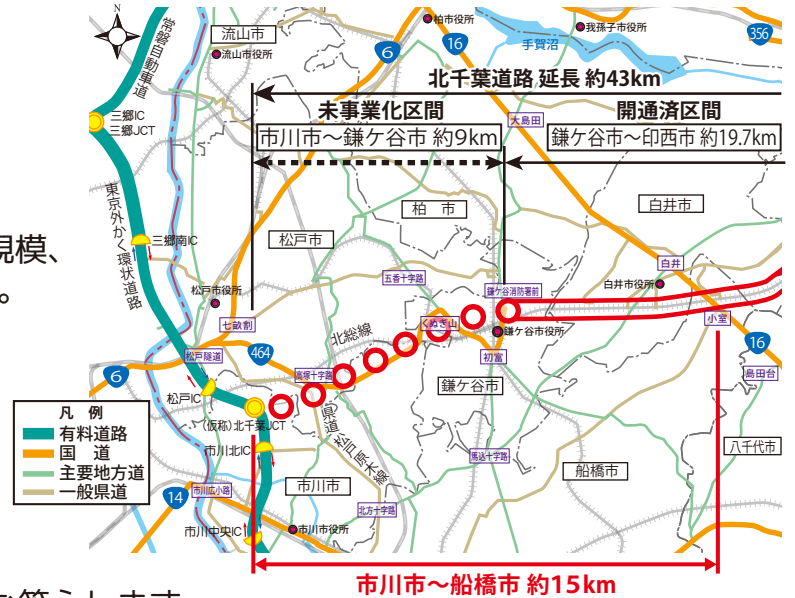 N
常磐自動車道
流山市
流山市役所
柏市役所
我孫子市役所
手賀沼
6
16
356
三郷IC
三郷JCT
北千葉道路 延長 約43km
未事業化区間
開通済区間
大島田
市川市～鎌ケ谷市 約9km
鎌ケ谷市～印西市 約19.7km
東京外かく環状道路
柏 市
白井市
松戸市
三郷南IC
規模、
。
五香十字路
白井
松戸市役所
鎌ケ谷消防署前
白井市役所
七畝割
北総線
くぬぎ山
鎌ケ谷市役所
小室
松戸隧道
464
初富
16
6
高塚十字路
島田台
松戸IC
鎌ケ谷市
凡 例
有料道路
国 道
主要地方道
一般県道
(仮称)北千葉JCT
県道 松戸原木線
市川北IC
馬込十字路
八千代市
船橋市
14
市川広小路
市川市
北方十字路
市川中央IC
市川市役所
市川市～船橋市 約15km